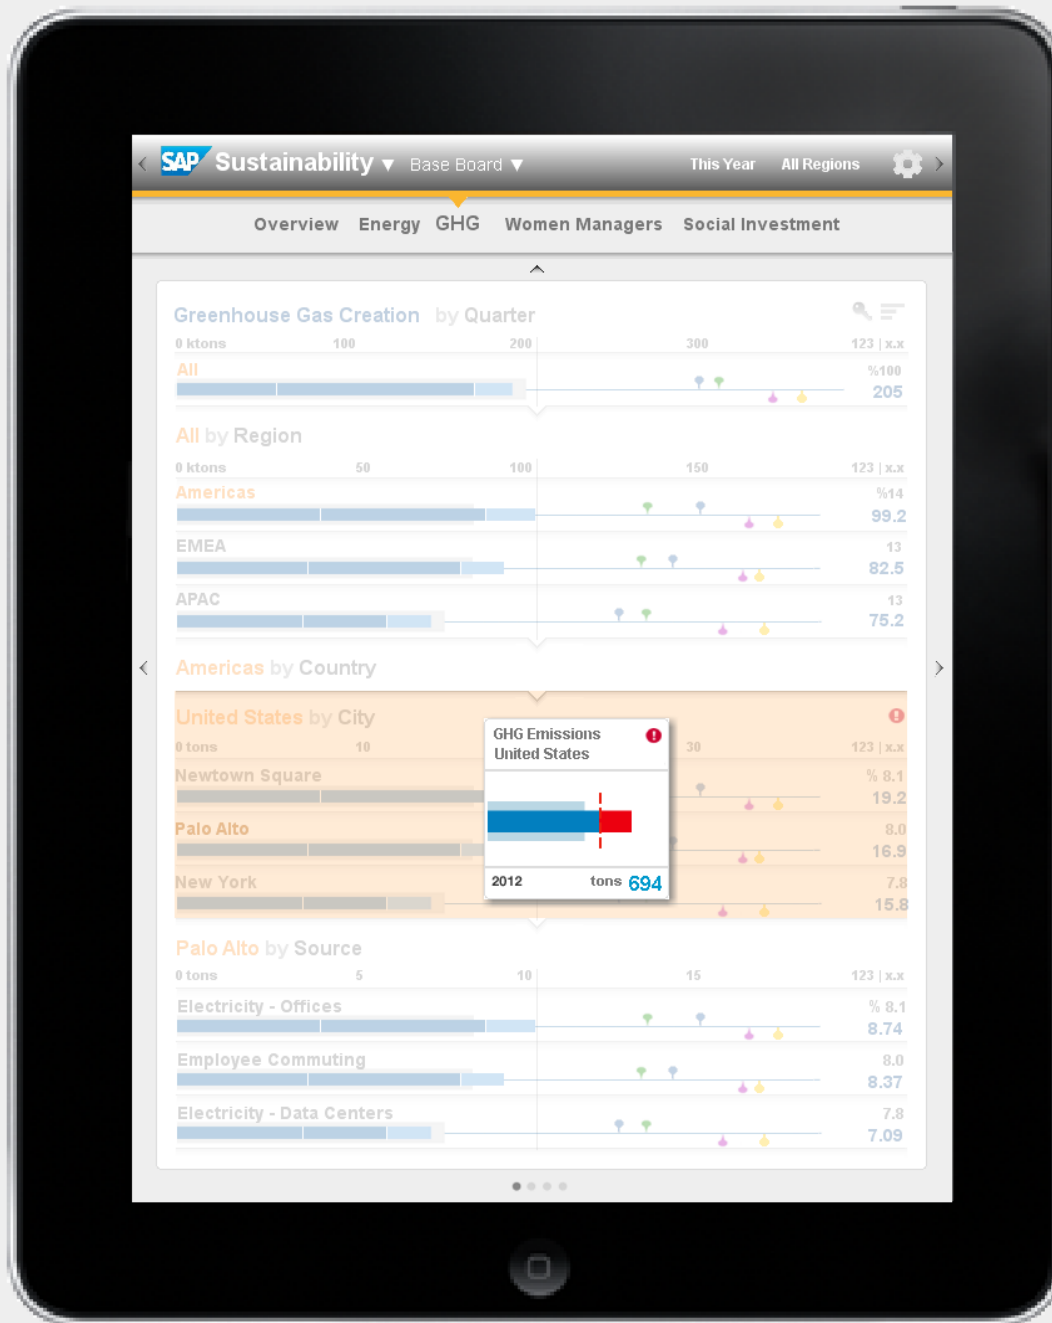 SAP Sustainability ▼ Base Board ▼ This Year All Regions
Overview Energy GHG Women Managers Social Investment
Greenhouse Gas Creation by Quarter
0 ktons 100 200 300 123 | x.x
All %100
205
All by Region
0 ktons 50 100 150 123 | x.x
Americas %14
99.2
EMEA 13
82.5
APAC 13
75.2
Americas by Country
United States by City
0 tons 10 30 123 | x.x
Newtown Square % 8.1
19.2
Palo Alto 8.0
16.9
New York 7.8
15.8
GHG Emissions
United States
2012 tons 694
Palo Alto by Source
0 tons 5 10 15 123 | x.x
Electricity - Offices % 8.1
8.74
Employee Commuting 8.0
8.37
Electricity - Data Centers 7.8
7.09